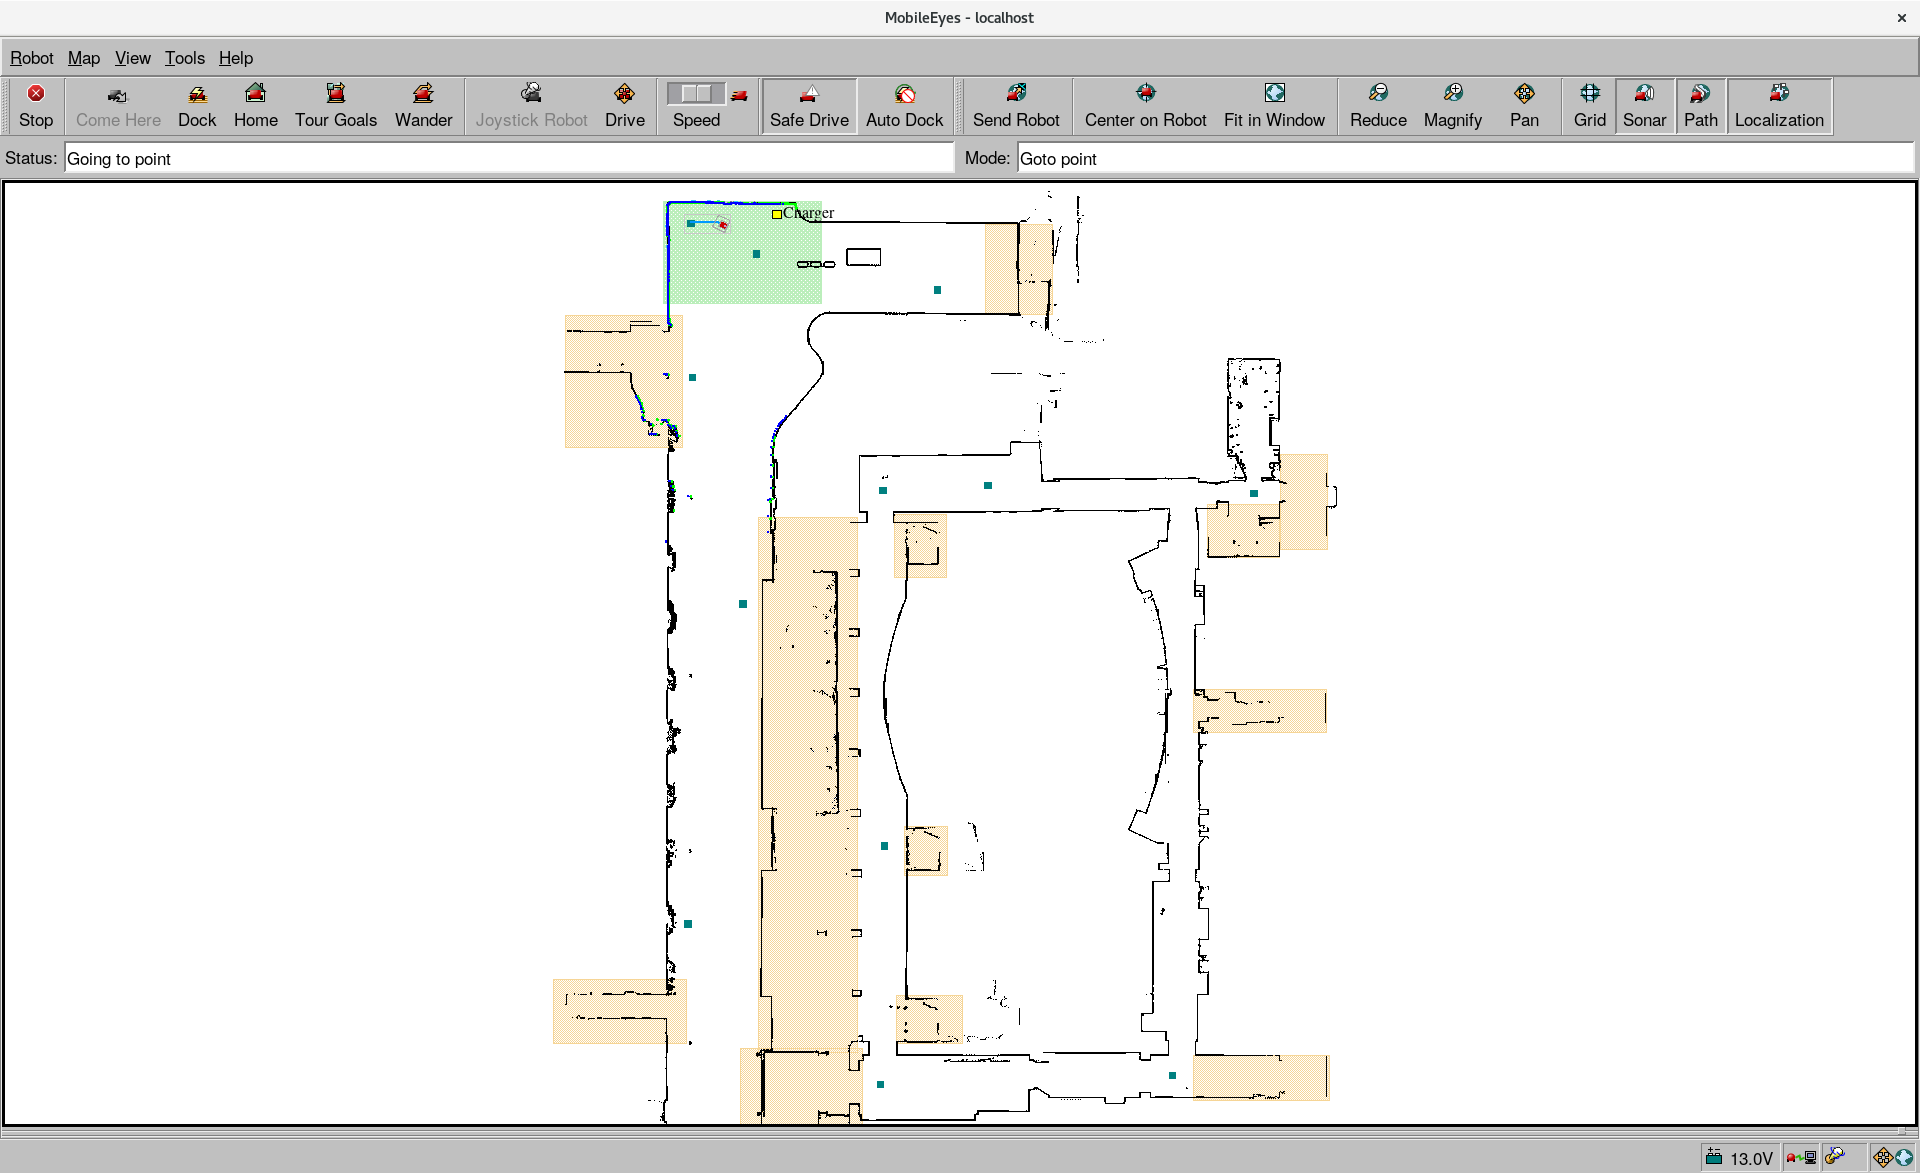 MobileEyes - localhost
Robot Map View Tools Help
Stop Come Here Dock Home Tour Goals Wander Joystick Robot Drive Speed Safe Drive Auto Dock Send Robot Center on Robot Fit in Window Reduce Magnify Pan Grid Sonar Path Localization
Status: Going to point Mode: Goto point
Charger
13.0V